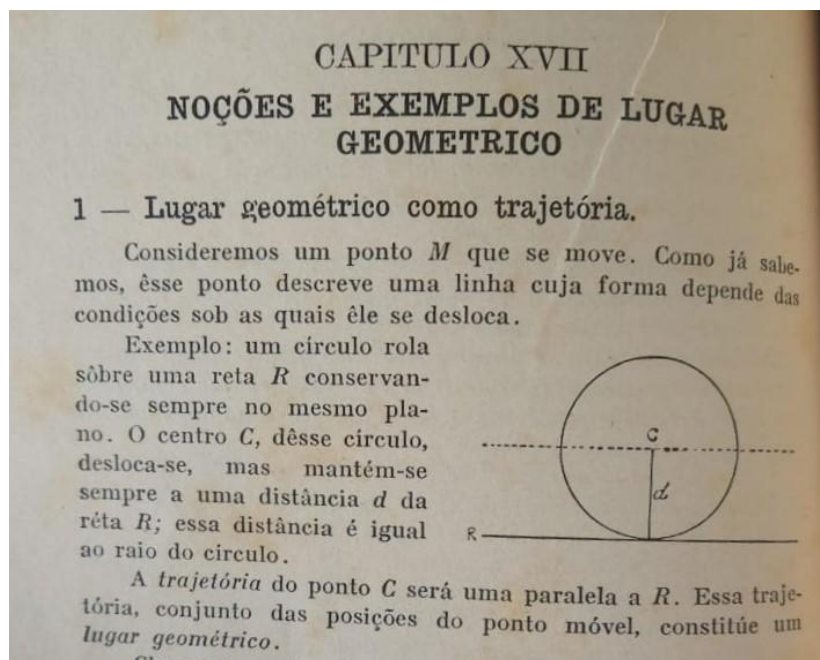 CAPITULO XVII
NOÇÕES E EXEMPLOS DE LUGAR
GEOMETRICO
1 — Lugar geométrico como trajetória.
Consideremos um ponto M que se move. Como já sabe-
mos, êsse ponto descreve uma linha cuja forma depende das
condições sob as quais êle se desloca.
Exemplo: um círculo rola
sôbre uma reta R conservan-
do-se sempre no mesmo pla-
no. O centro C, dêsse círculo,
desloca-se, mas mantém-se
sempre a uma distância d da
réta R; essa distância é igual
ao raio do circulo.
C
d
R
A trajetória do ponto C será uma paralela a R. Essa traje-
tória, conjunto das posições do ponto móvel, constitúe um
lugar geométrico.